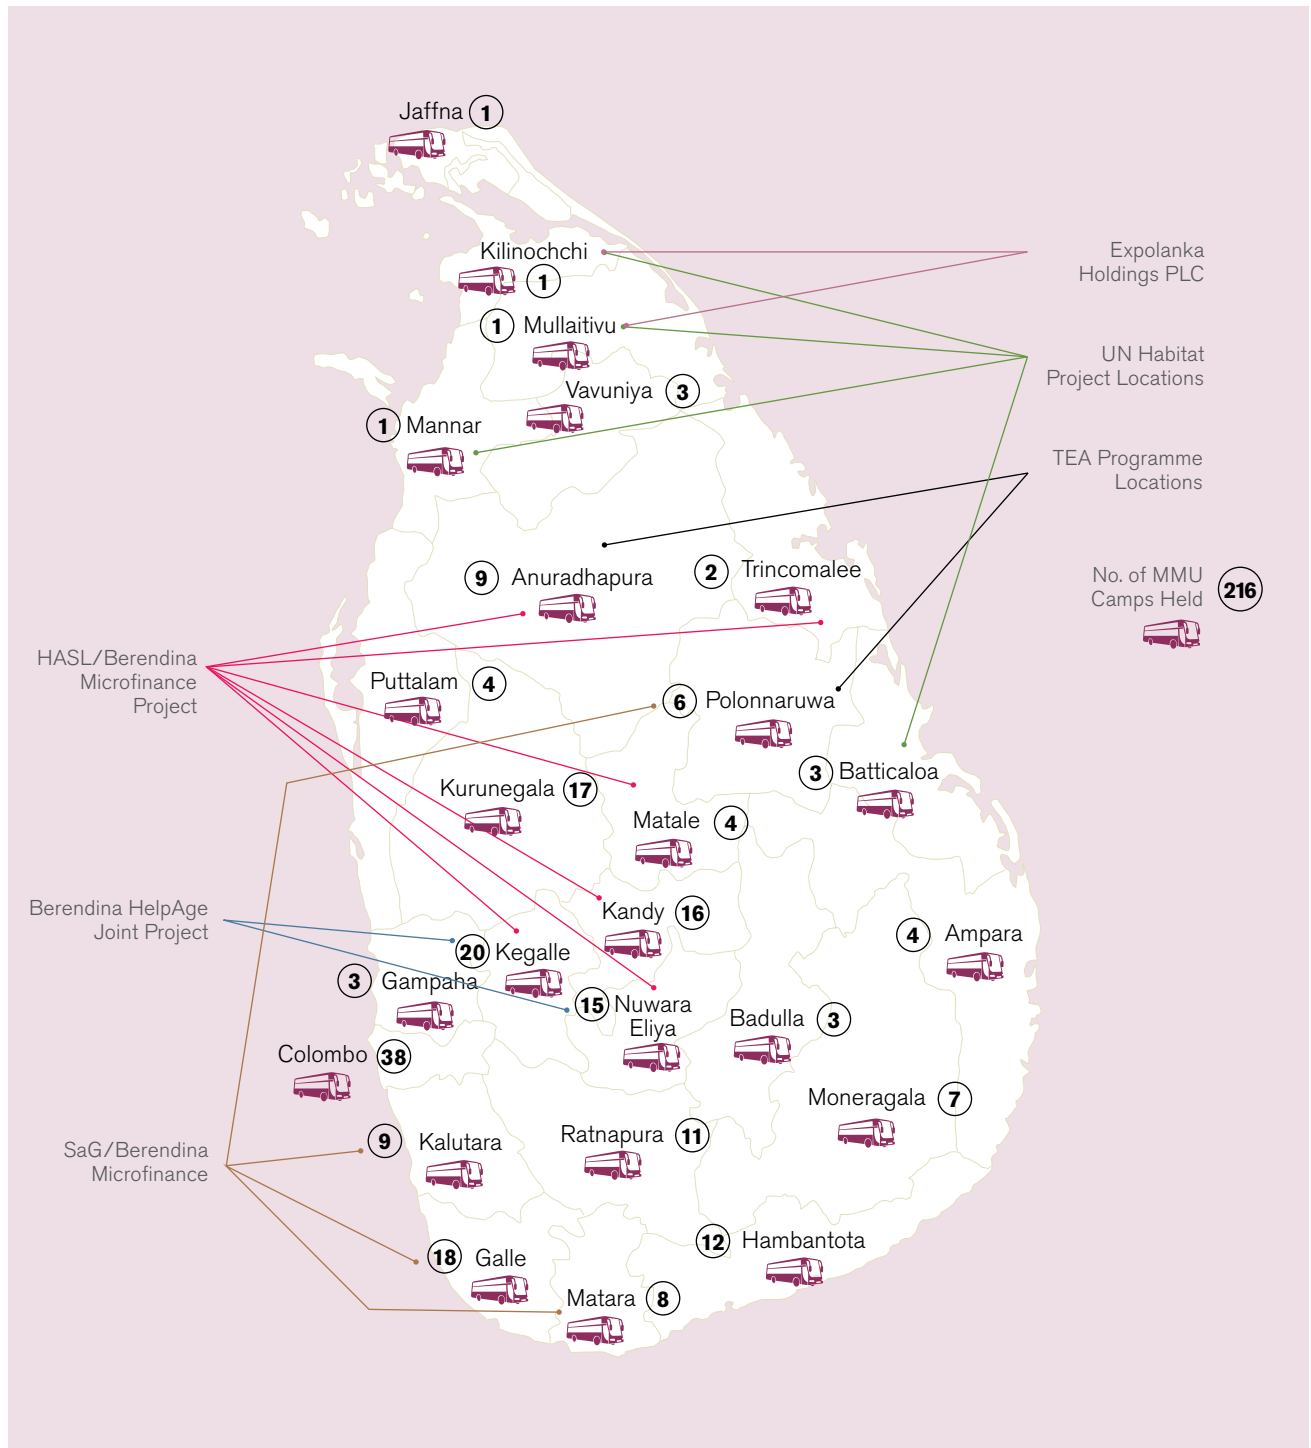 Jaffna 1
Kilinochchi
1
1 Mullaitivu
Vavuniya 3
1 Mannar
9 Anuradhapura
2 Trincomalee
Puttalam 4
6 Polonnaruwa
3 Batticaloa
Kurunegala 17
Matale 4
Kandy 16
20 Kegalle
4 Ampara
3 Gampaha
15 Nuwara
Eliya
Badulla 3
Colombo 38
Moneragala 7
9 Kalutara
Ratnapura 11
12 Hambantota
18 Galle
Matara 8
Expolanka
Holdings PLC
UN Habitat
Project Locations
TEA Programme
Locations
No. of MMU
Camps Held 216
HASL/Berendina
Microfinance
Project
Berendina HelpAge
Joint Project
SaG/Berendina
Microfinance